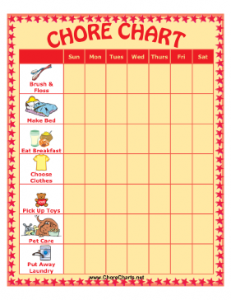 CHORE CHART
Sun Mon Tues Wed Thurs Fri Sat
Brush &
Floss
Make Bed
Eat Breakfast
Choose
Clothes
Pick Up Toys
Pet Care
Put Away
Laundry
www.ChoreCharts.net